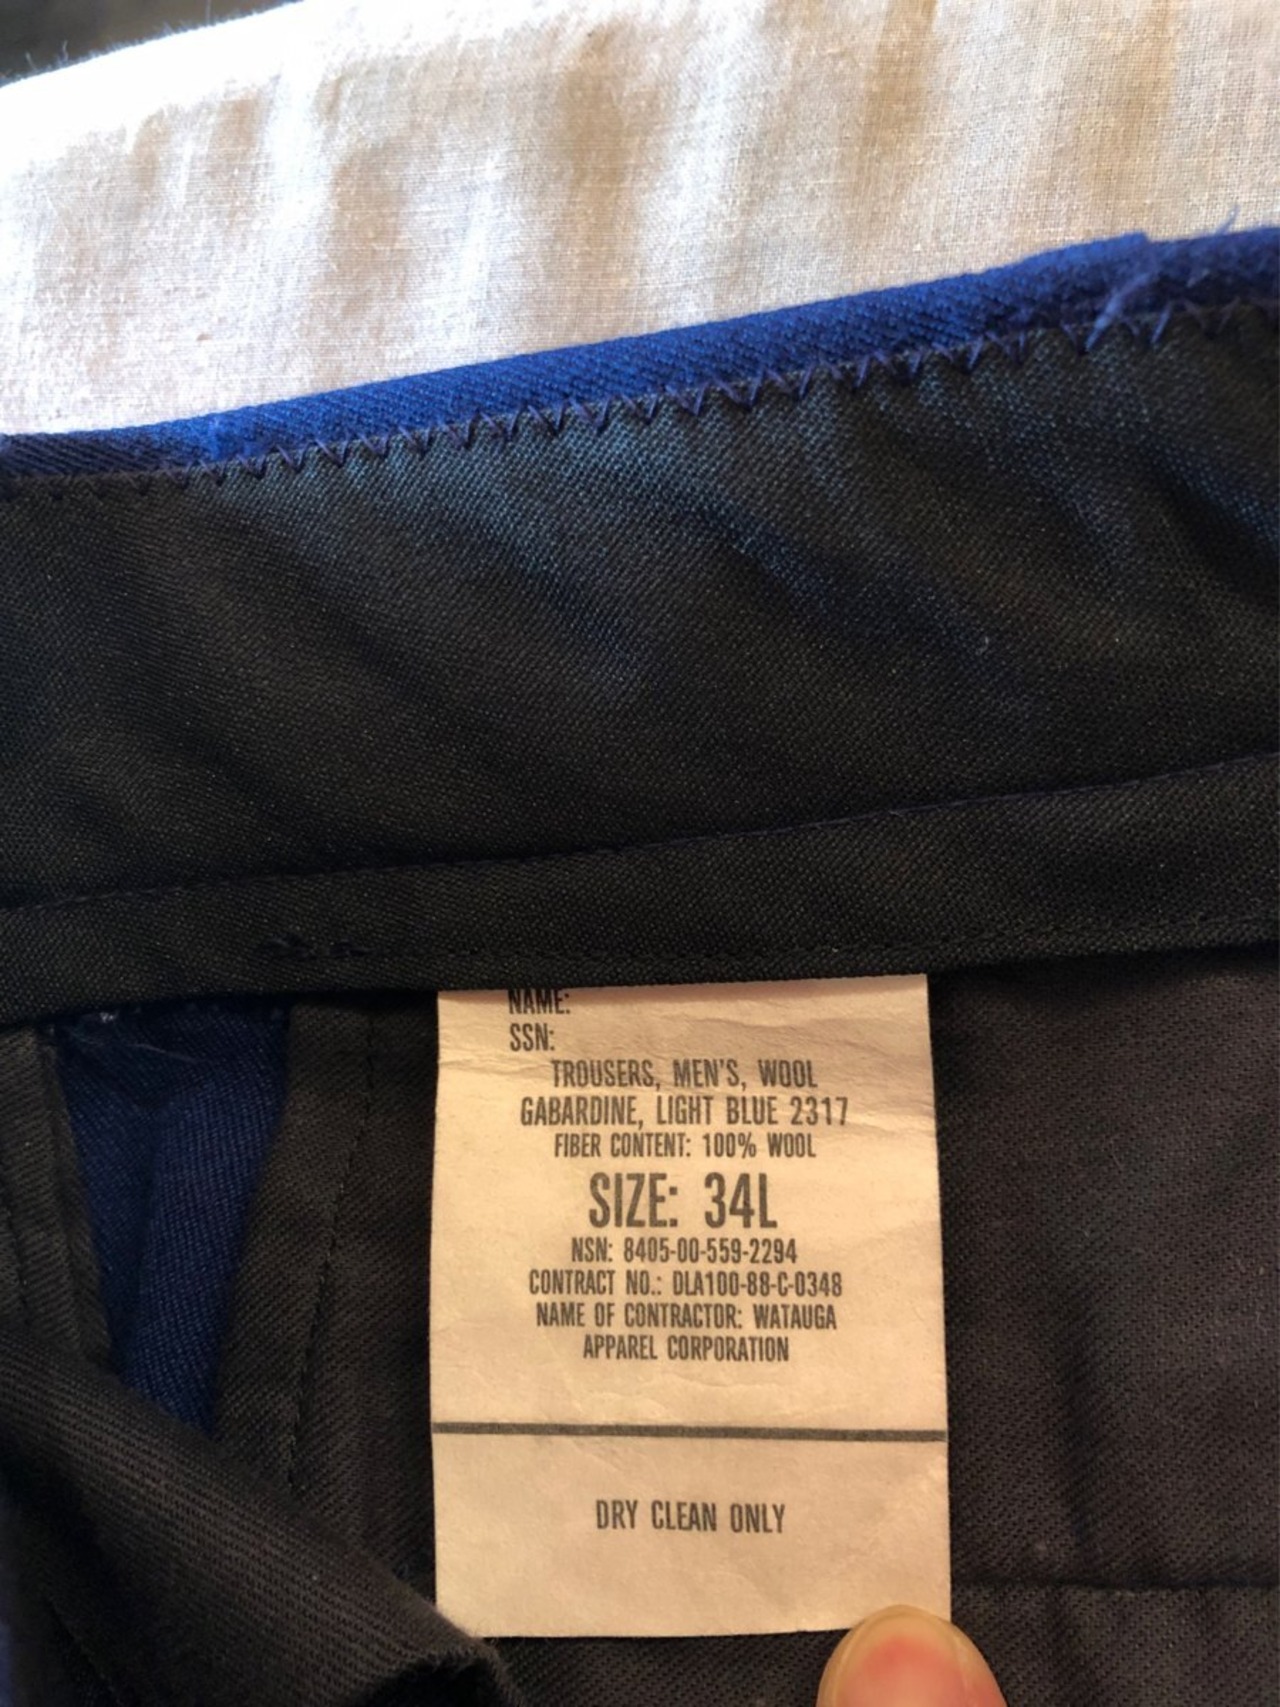 NAME:
SSN:
TROUSERS, MEN'S, WOOL
GABARDINE, LIGHT BLUE 2317
FIBER CONTENT: 100% WOOL
SIZE: 34L
NSN: 8405-00-559-2294
CONTRACT NO.: DLA100-88-C-0348
NAME OF CONTRACTOR: WATAUGA
APPAREL CORPORATION
DRY CLEAN ONLY